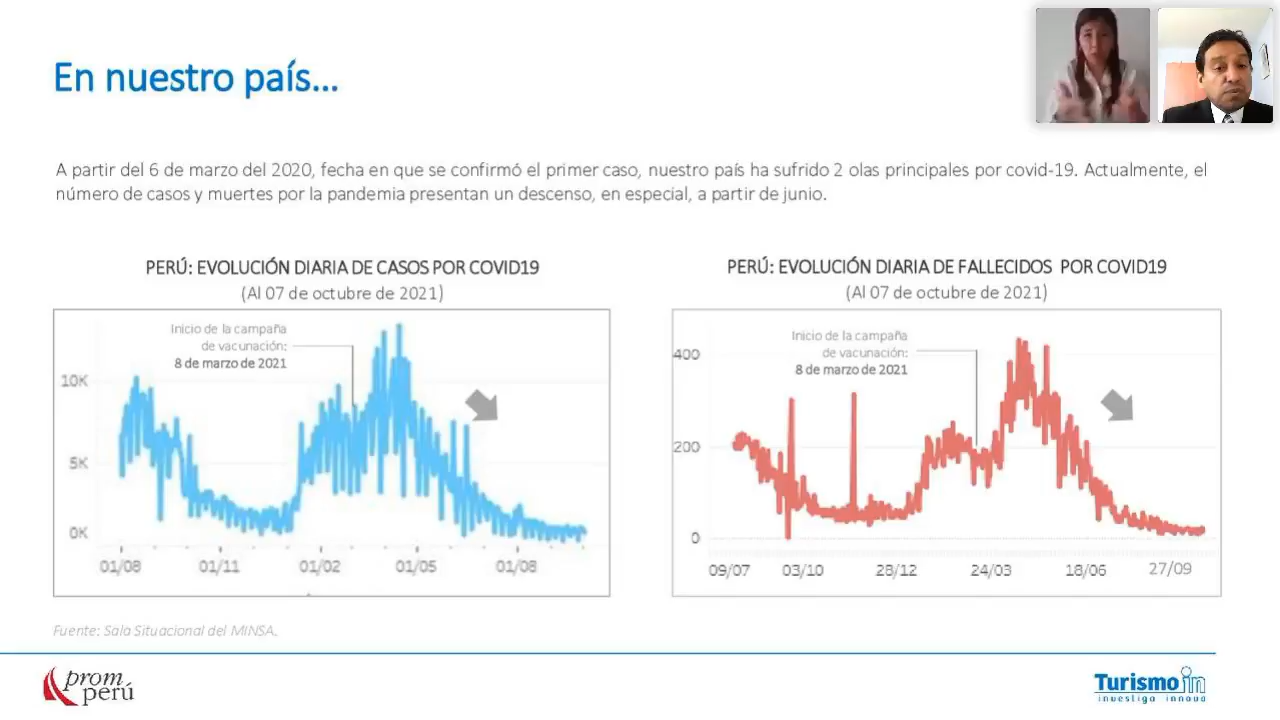 En nuestro país...
A partir del 6 de marzo del 2020, fecha en que se confirmó el primer caso, nuestro país ha sufrido 2 olas principales por covid-19. Actualmente, el
número de casos y muertes por la pandemia presentan un descenso, en especial, a partir de junio.
PERÚ: EVOLUCIÓN DIARIA DE CASOS POR COVID19
(Al 07 de octubre de 2021)
Inicio de la campaña
de vacunación:
8 de marzo de 2021
10K
5K
0K
01/08 01/11 01/02 01/05 01/08
PERÚ: EVOLUCIÓN DIARIA DE FALLECIDOS POR COVID19
(Al 07 de octubre de 2021)
Inicio de la campaña
de vacunación:
8 de marzo de 2021
400
200
0
09/07 03/10 28/12 24/03 18/06 27/09
Fuente: Sala Situacional del MINSA.
prom
perú
Turismo in
investiga innova